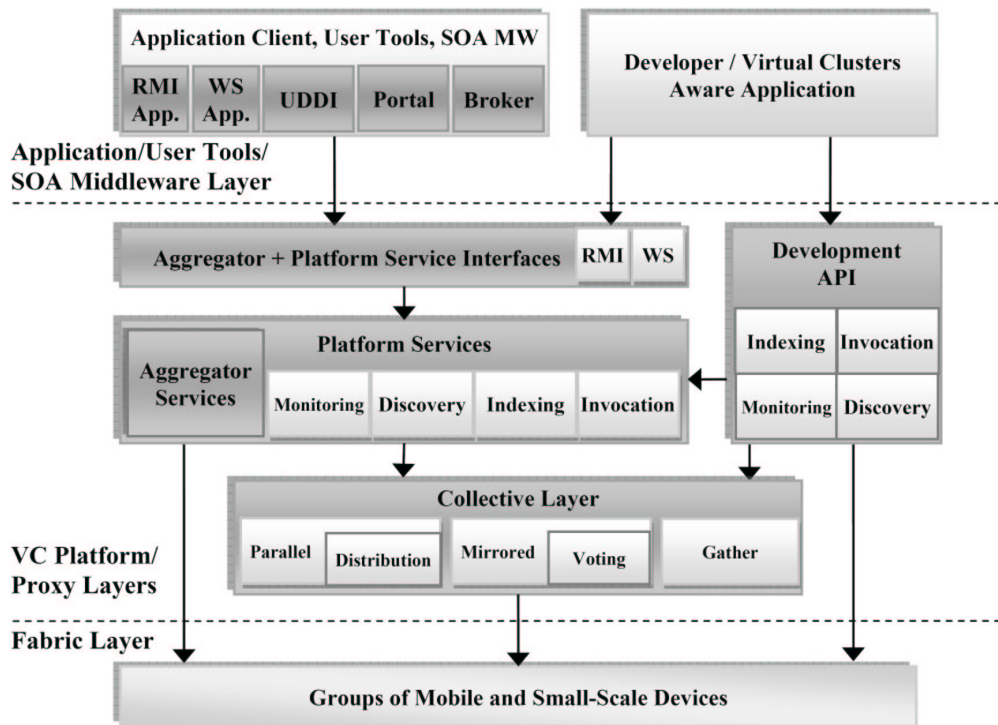 Application Client, User Tools, SOA MW
RMI
App.
WS
App.
UDDI
Portal
Broker
Developer / Virtual Clusters
Aware Application
Application/User Tools/
SOA Middleware Layer
Aggregator + Platform Service Interfaces
RMI
WS
Development
API
Indexing
Invocation
Monitoring
Discovery
Platform Services
Aggregator
Services
Monitoring
Discovery
Indexing
Invocation
Collective Layer
Parallel
Distribution
Mirrored
Voting
Gather
VC Platform/
Proxy Layers
Fabric Layer
Groups of Mobile and Small-Scale Devices